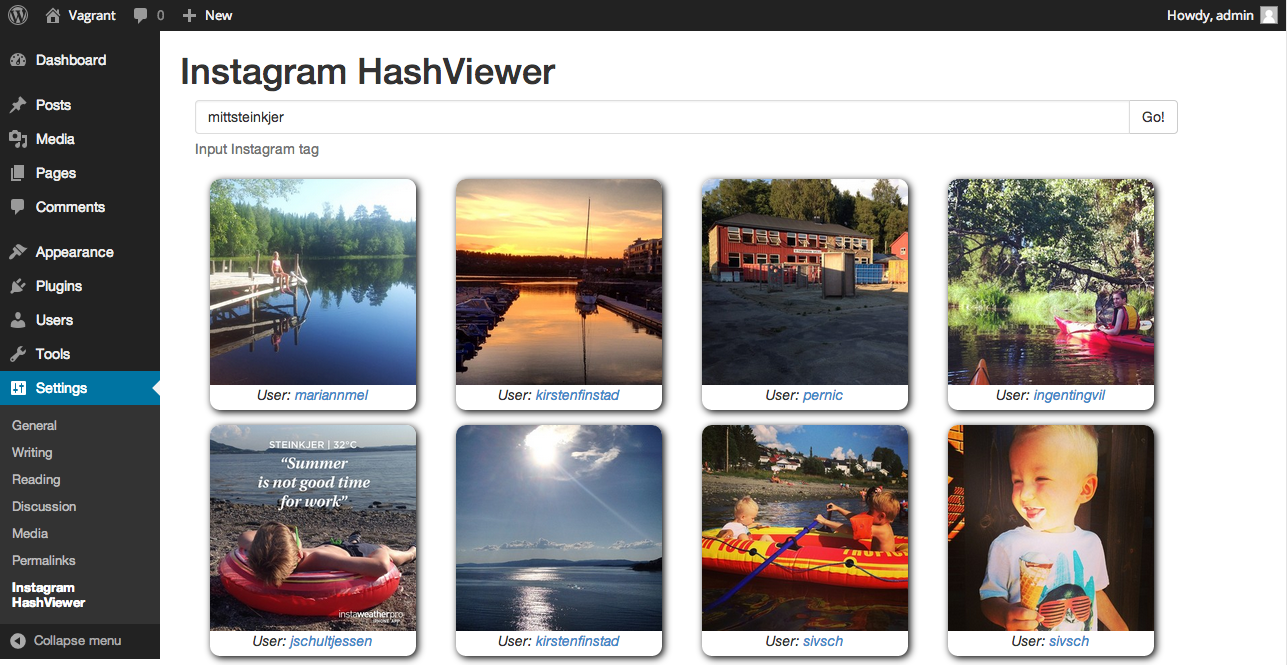 Vagrant 0 New Howdy, admin
Dashboard
Posts
Media
Pages
Comments
Appearance
Plugins
Users
Tools
Settings
General
Writing
Reading
Discussion
Media
Permalinks
Instagram
HashViewer
Collapse menu
Instagram HashViewer
mittsteinkjer Go!
Input Instagram tag
User: mariannmel
User: kirstenfinstad
User: pernic
User: ingentingvil
STEINKJER | 32°C
“Summer
is not good time
for work”
instaweatherpro
IPHONE APP
User: jschultjessen
User: kirstenfinstad
User: sivsch
User: sivsch